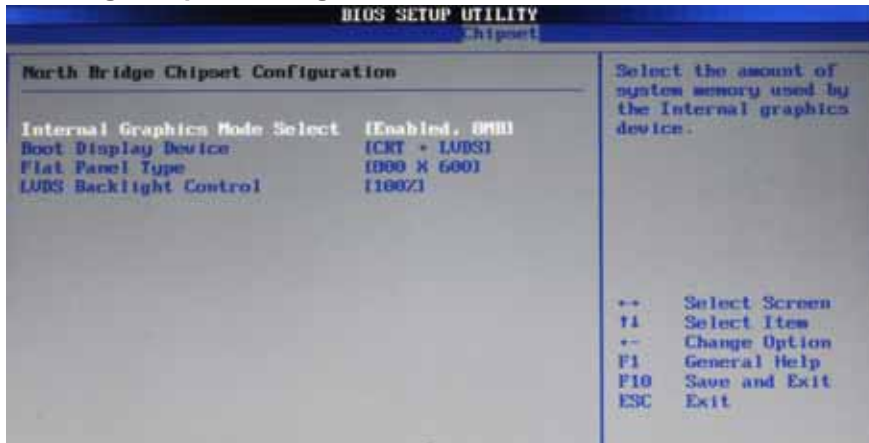 BIOS SETUP UTILITY
Chipset
North Bridge Chipset Configuration
Internal Graphics Mode Select [Enabled, 8MB]
Boot Display Device [CRT + LVDS]
Flat Panel Type [800 X 600]
LVDS Backlight Control [100%]
Select the amount of
system memory used by
the Internal graphics
device.
←→ Select Screen
↑↓ Select Item
+- Change Option
F1 General Help
F10 Save and Exit
ESC Exit